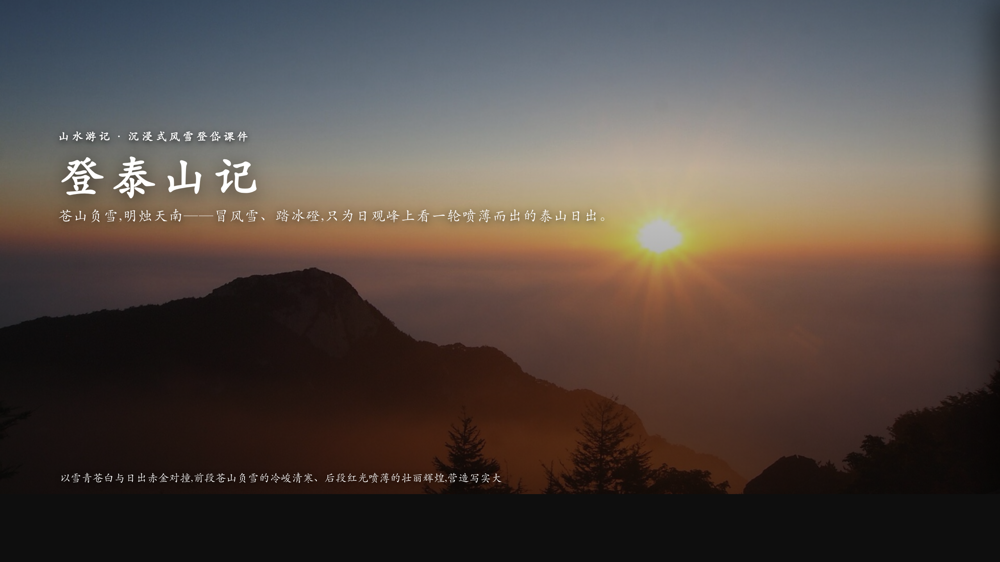 山水游记 · 沉浸式风雪登岱课件
登泰山记
苍山负雪,明烛天南——冒风雪、踏冰磴,只为日观峰上看一轮喷薄而出的泰山日出。
以雪青苍白与日出赤金对撞,前段苍山负雪的冷峻清寒、后段红光喷薄的壮丽辉煌,营造写实大